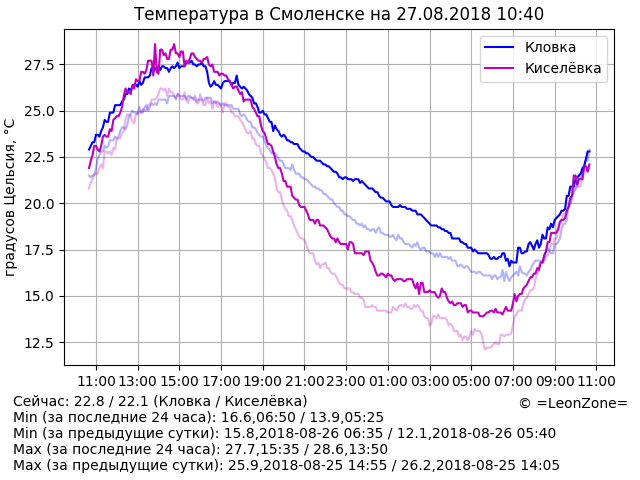 Температура в Смоленске на 27.08.2018 10:40
Кловка
Киселёвка
градусов Цельсия, °C
27.5
25.0
22.5
20.0
17.5
15.0
12.5
11:00 13:00 15:00 17:00 19:00 21:00 23:00 01:00 03:00 05:00 07:00 09:00 11:00
Сейчас: 22.8 / 22.1 (Кловка / Киселёвка)
© =LeonZone=
Min (за последние 24 часа): 16.6,06:50 / 13.9,05:25
Min (за предыдущие сутки): 15.8,2018-08-26 06:35 / 12.1,2018-08-26 05:40
Max (за последние 24 часа): 27.7,15:35 / 28.6,13:50
Max (за предыдущие сутки): 25.9,2018-08-25 14:55 / 26.2,2018-08-25 14:05